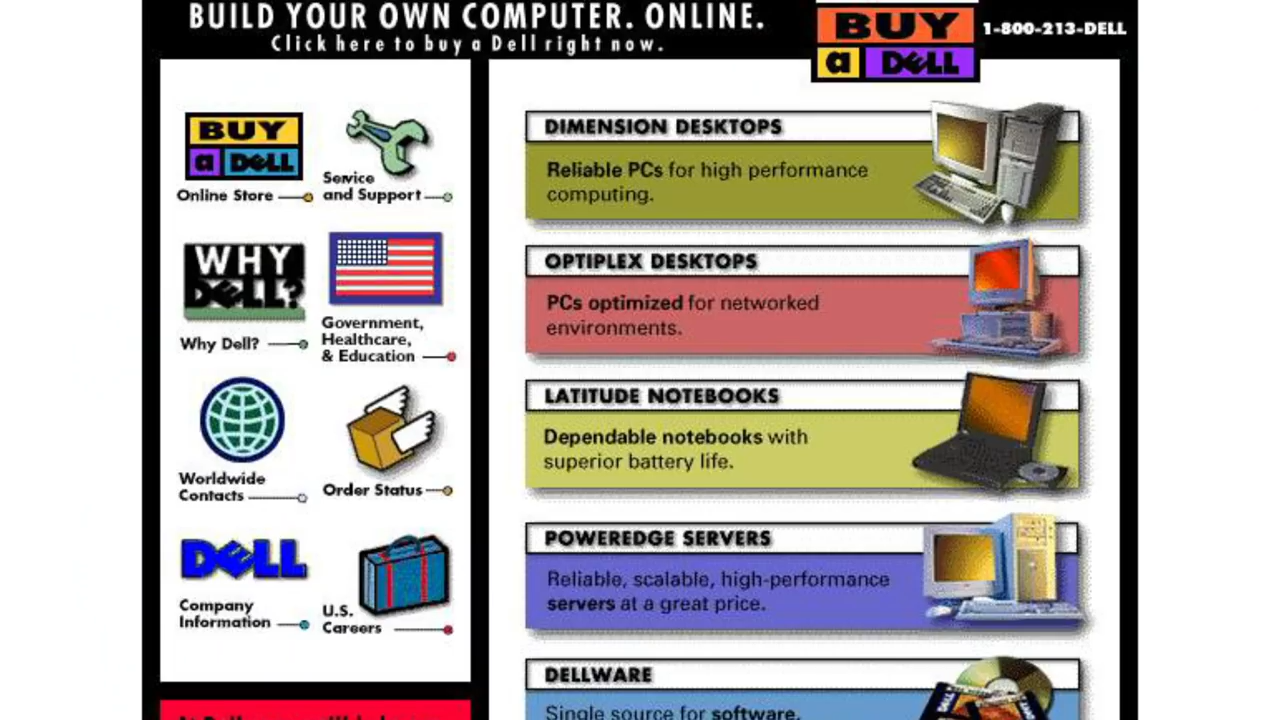 BUILD YOUR OWN COMPUTER. ONLINE.
Click here to buy a Dell right now.
BUY
a DELL
1-800-213-DELL
BUY
a DELL
Online Store
Service
and Support
WHY
DELL?
Why Dell?
Government,
Healthcare,
& Education
Worldwide
Contacts
Order Status
DELL
Company
Information
U.S.
Careers
DIMENSION DESKTOPS
Reliable PCs for high performance
computing.
OPTIPLEX DESKTOPS
PCs optimized for networked
environments.
LATITUDE NOTEBOOKS
Dependable notebooks with
superior battery life.
POWEREDGE SERVERS
Reliable, scalable, high-performance
servers at a great price.
DELLWARE
Single source for software,
DELL